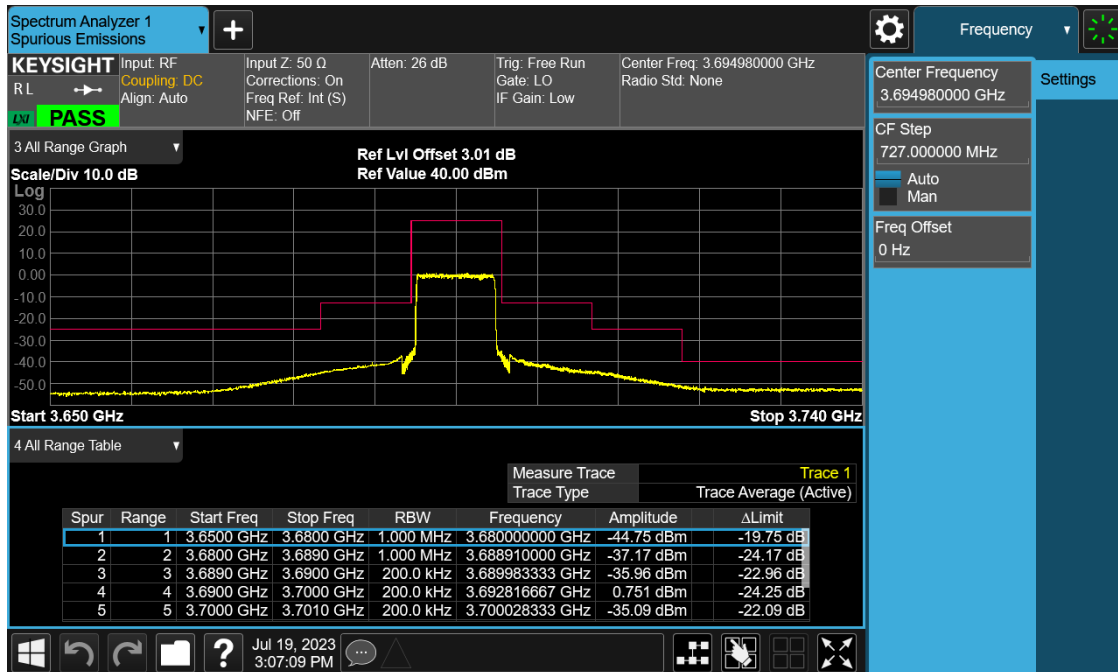 Spectrum Analyzer 1
Spurious Emissions
Frequency
KEYSIGHT
R L
LXI
PASS
Input: RF
Coupling: DC
Align: Auto
Input Z: 50 Ω
Corrections: On
Freq Ref: Int (S)
NFE: Off
Atten: 26 dB
Trig: Free Run
Gate: LO
IF Gain: Low
Center Freq: 3.694980000 GHz
Radio Std: None
Center Frequency
3.694980000 GHz
Settings
CF Step
727.000000 MHz
Auto
Man
Freq Offset
0 Hz
3 All Range Graph
Ref Lvl Offset 3.01 dB
Scale/Div 10.0 dB
Ref Value 40.00 dBm
Log
30.0
20.0
10.0
0.00
-10.0
-20.0
-30.0
-40.0
-50.0
Start 3.650 GHz
Stop 3.740 GHz
4 All Range Table
Measure Trace Trace 1
Trace Type Trace Average (Active)
Spur Range Start Freq Stop Freq RBW Frequency Amplitude ΔLimit
1 1 3.6500 GHz 3.6800 GHz 1.000 MHz 3.680000000 GHz -44.75 dBm -19.75 dB
2 2 3.6800 GHz 3.6890 GHz 1.000 MHz 3.688910000 GHz -37.17 dBm -24.17 dB
3 3 3.6890 GHz 3.6900 GHz 200.0 kHz 3.689983333 GHz -35.96 dBm -22.96 dB
4 4 3.6900 GHz 3.7000 GHz 200.0 kHz 3.692816667 GHz 0.751 dBm -24.25 dB
5 5 3.7000 GHz 3.7010 GHz 200.0 kHz 3.700028333 GHz -35.09 dBm -22.09 dB
?
Jul 19, 2023
3:07:09 PM